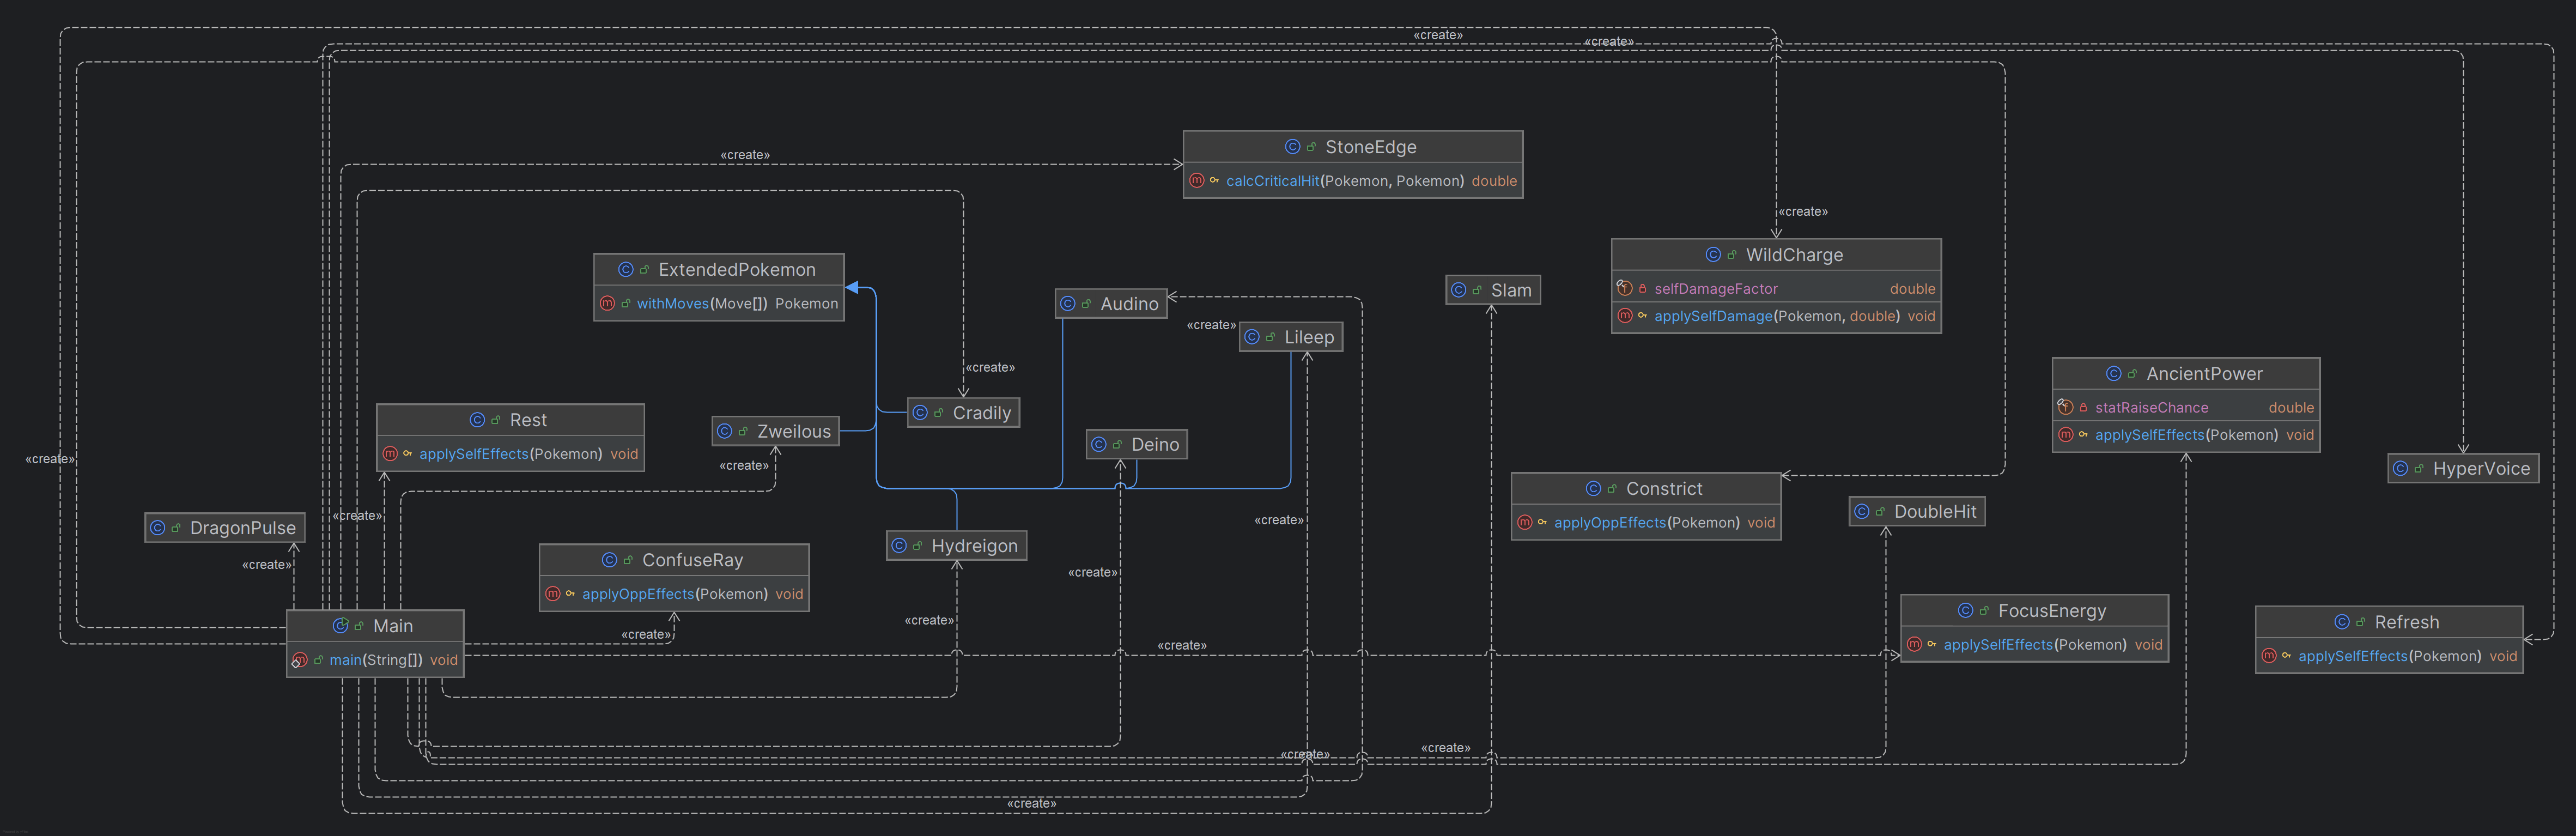 «create»
«create»
StoneEdge
calcCriticalHit(Pokemon, Pokemon) double
«create»
«create»
WildCharge
selfDamageFactor double
applySelfDamage(Pokemon, double) void
ExtendedPokemon
withMoves(Move[]) Pokemon
Audino
Slam
«create»
Lileep
«create»
AncientPower
statRaiseChance double
applySelfEffects(Pokemon) void
Cradily
Rest
applySelfEffects(Pokemon) void
Zweilous
«create»
Deino
«create»
HyperVoice
Constrict
applyOppEffects(Pokemon) void
DoubleHit
«create»
«create»
DragonPulse
Hydreigon
ConfuseRay
applyOppEffects(Pokemon) void
«create»
«create»
FocusEnergy
applySelfEffects(Pokemon) void
Refresh
applySelfEffects(Pokemon) void
«create»
Main
main(String[]) void
«create»
«create»
«create»
«create»
«create»